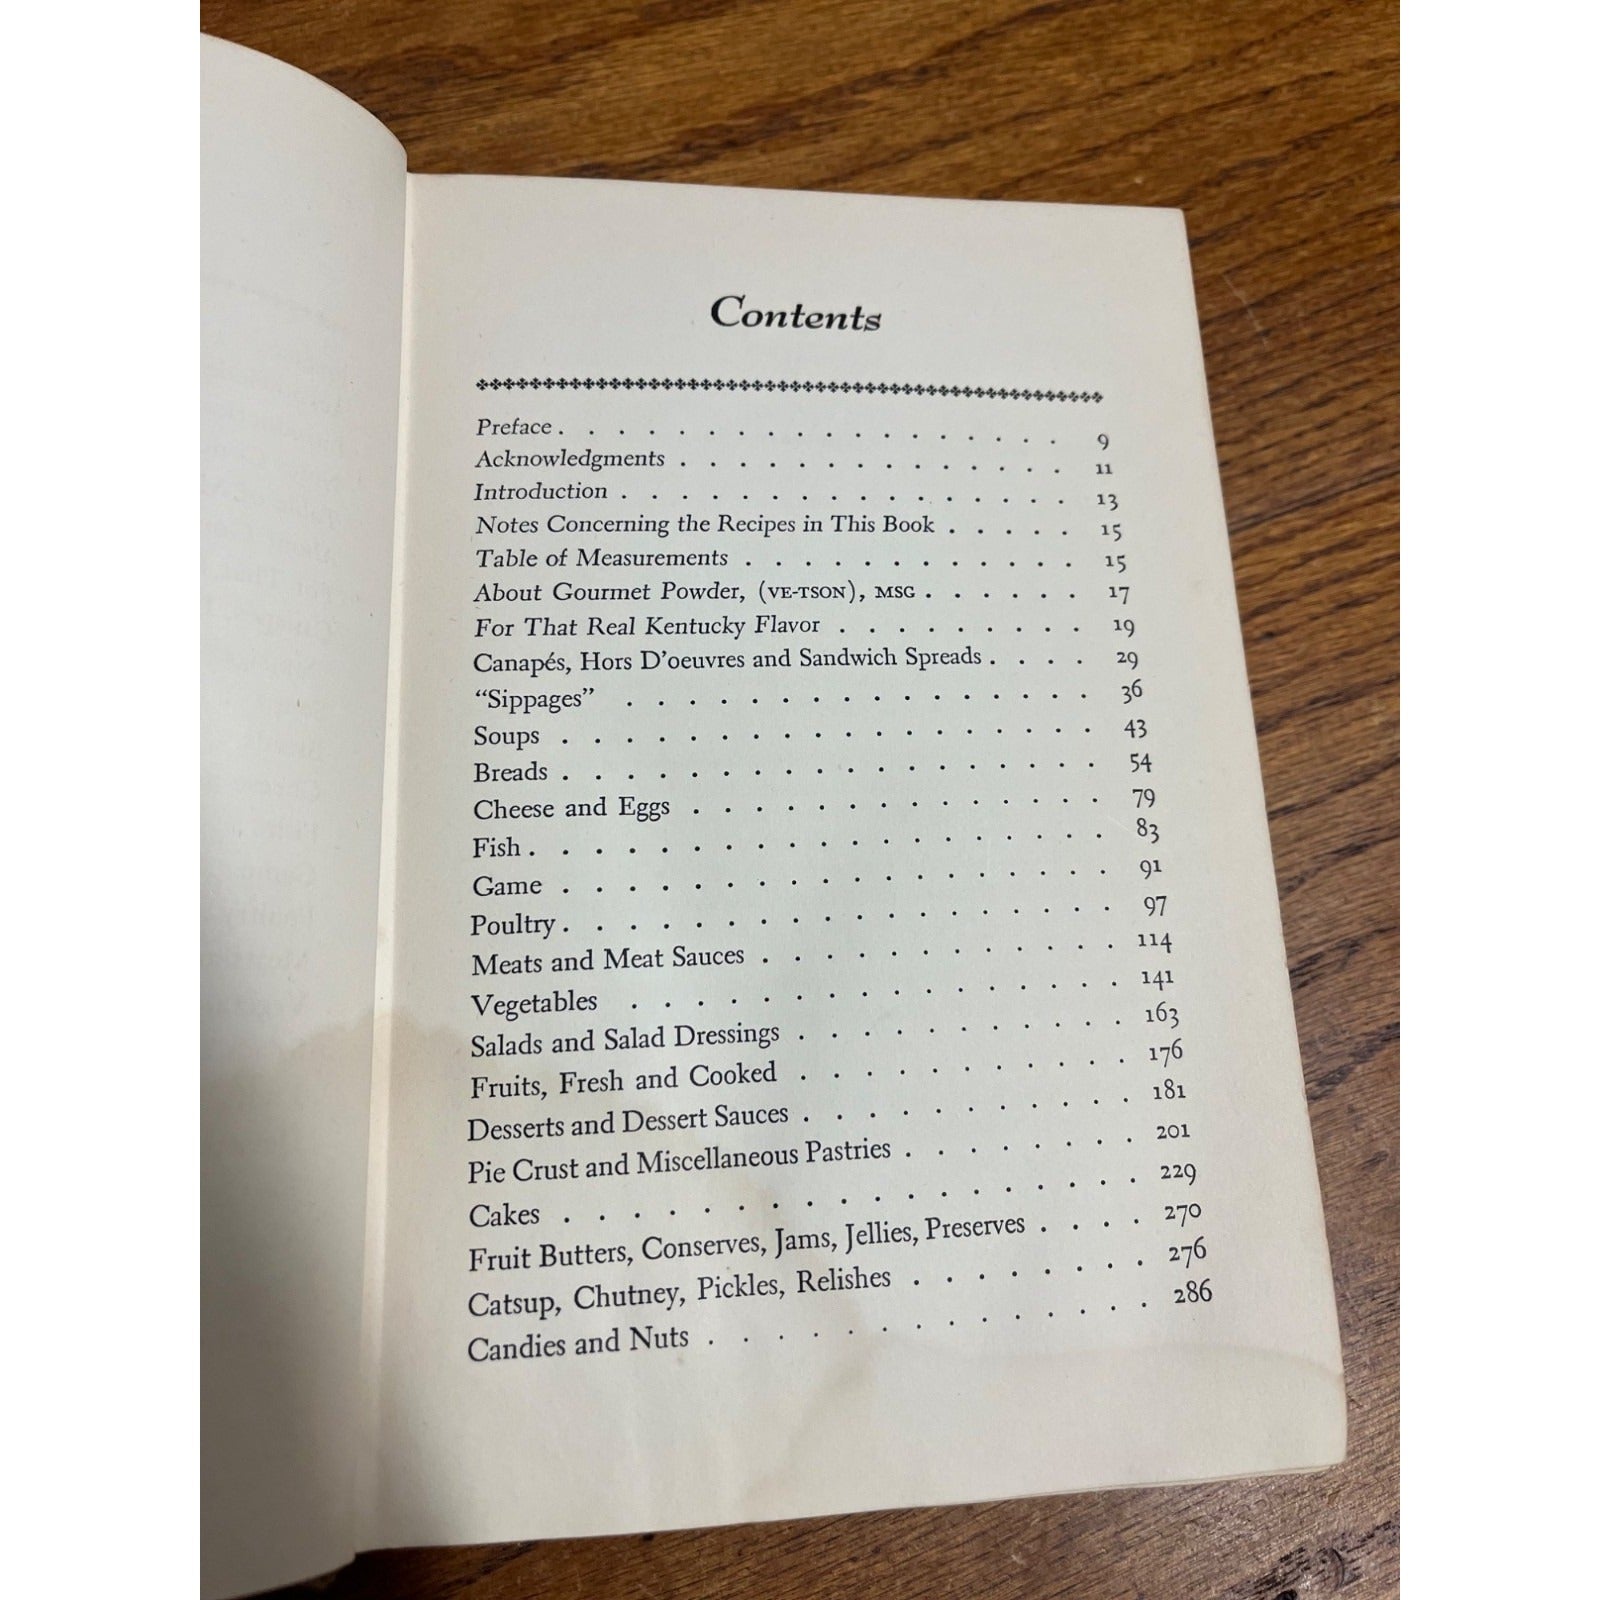 Contents
Preface . . . . . . . . . . . . . . . . . 9
Acknowledgments . . . . . . . . . . . . . 11
Introduction . . . . . . . . . . . . . . . 13
Notes Concerning the Recipes in This Book . . . . . 15
Table of Measurements . . . . . . . . . . . 15
About Gourmet Powder, (VE-TSON), MSG . . . . . . 17
For That Real Kentucky Flavor . . . . . . . . . 19
Canapés, Hors D'oeuvres and Sandwich Spreads . . . . 29
"Sippages" . . . . . . . . . . . . . . . 36
Soups . . . . . . . . . . . . . . . . . 43
Breads . . . . . . . . . . . . . . . . . 54
Cheese and Eggs . . . . . . . . . . . . . 79
Fish . . . . . . . . . . . . . . . . . . 83
Game . . . . . . . . . . . . . . . . . 91
Poultry . . . . . . . . . . . . . . . . . 97
Meats and Meat Sauces . . . . . . . . . . . 114
Vegetables . . . . . . . . . . . . . . . 141
Salads and Salad Dressings . . . . . . . . . . 163
Fruits, Fresh and Cooked . . . . . . . . . . 176
Desserts and Dessert Sauces . . . . . . . . . . 181
Pie Crust and Miscellaneous Pastries . . . . . . . 201
Cakes . . . . . . . . . . . . . . . . . 229
Fruit Butters, Conserves, Jams, Jellies, Preserves . . . . 270
Catsup, Chutney, Pickles, Relishes . . . . . . . . 276
Candies and Nuts . . . . . . . . . . . . . 286